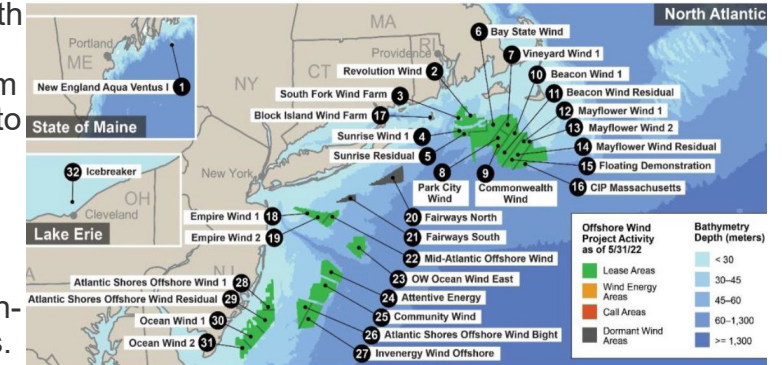 th
m
to
n-
s.
North Atlantic
MA
Portland
ME
New England Aqua Ventus I 1
State of Maine
32 Icebreaker
OH
Cleveland
Lake Erie
NY
CT
Providence
RI
New York
NJ
6 Bay State Wind
7 Vineyard Wind 1
Revolution Wind 2
10 Beacon Wind 1
11 Beacon Wind Residual
South Fork Wind Farm 3
12 Mayflower Wind 1
Block Island Wind Farm 17
13 Mayflower Wind 2
Sunrise Wind 1 4
14 Mayflower Wind Residual
Sunrise Residual 5
15 Floating Demonstration
8
Park City
Wind
9
Commonwealth
Wind
16 CIP Massachusetts
Empire Wind 1 18
20 Fairways North
Empire Wind 2 19
21 Fairways South
22 Mid-Atlantic Offshore Wind
23 OW Ocean Wind East
Atlantic Shores Offshore Wind 1 28
24 Attentive Energy
Atlantic Shores Offshore Wind Residual 29
25 Community Wind
Ocean Wind 1 30
26 Atlantic Shores Offshore Wind Bight
Ocean Wind 2 31
27 Invenergy Wind Offshore
Offshore Wind
Project Activity
as of 5/31/22
Lease Areas
Wind Energy
Areas
Call Areas
Dormant Wind
Areas
Bathymetry
Depth (meters)
< 30
30–45
45–60
60–1,300
>= 1,300